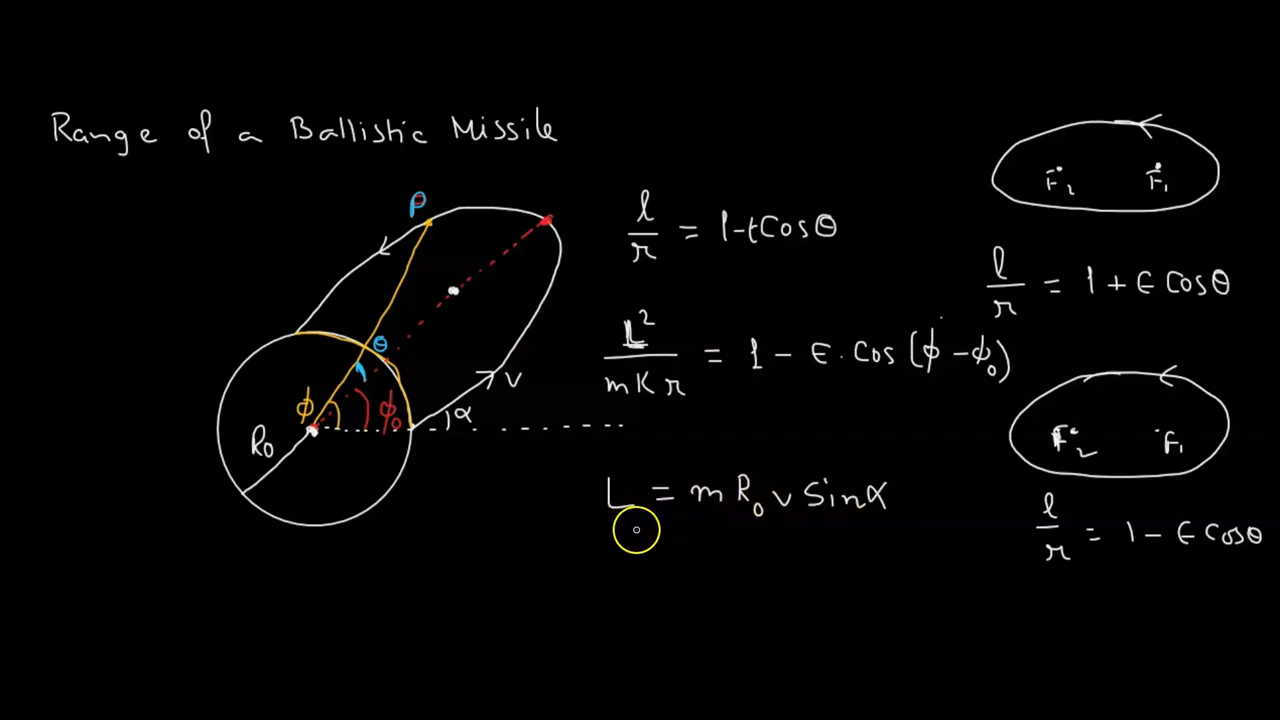 Range of a Ballistic Missile
P
θ
ϕ
ϕ₀
R₀
V
α
l/r = 1-ϵCosθ
L²/mKr = 1 - ϵ.Cos(ϕ-ϕ₀)
L = mR₀vSinα
F₂ F₁
l/r = 1+ϵCosθ
F₂ F₁
l/r = 1-ϵCosθ